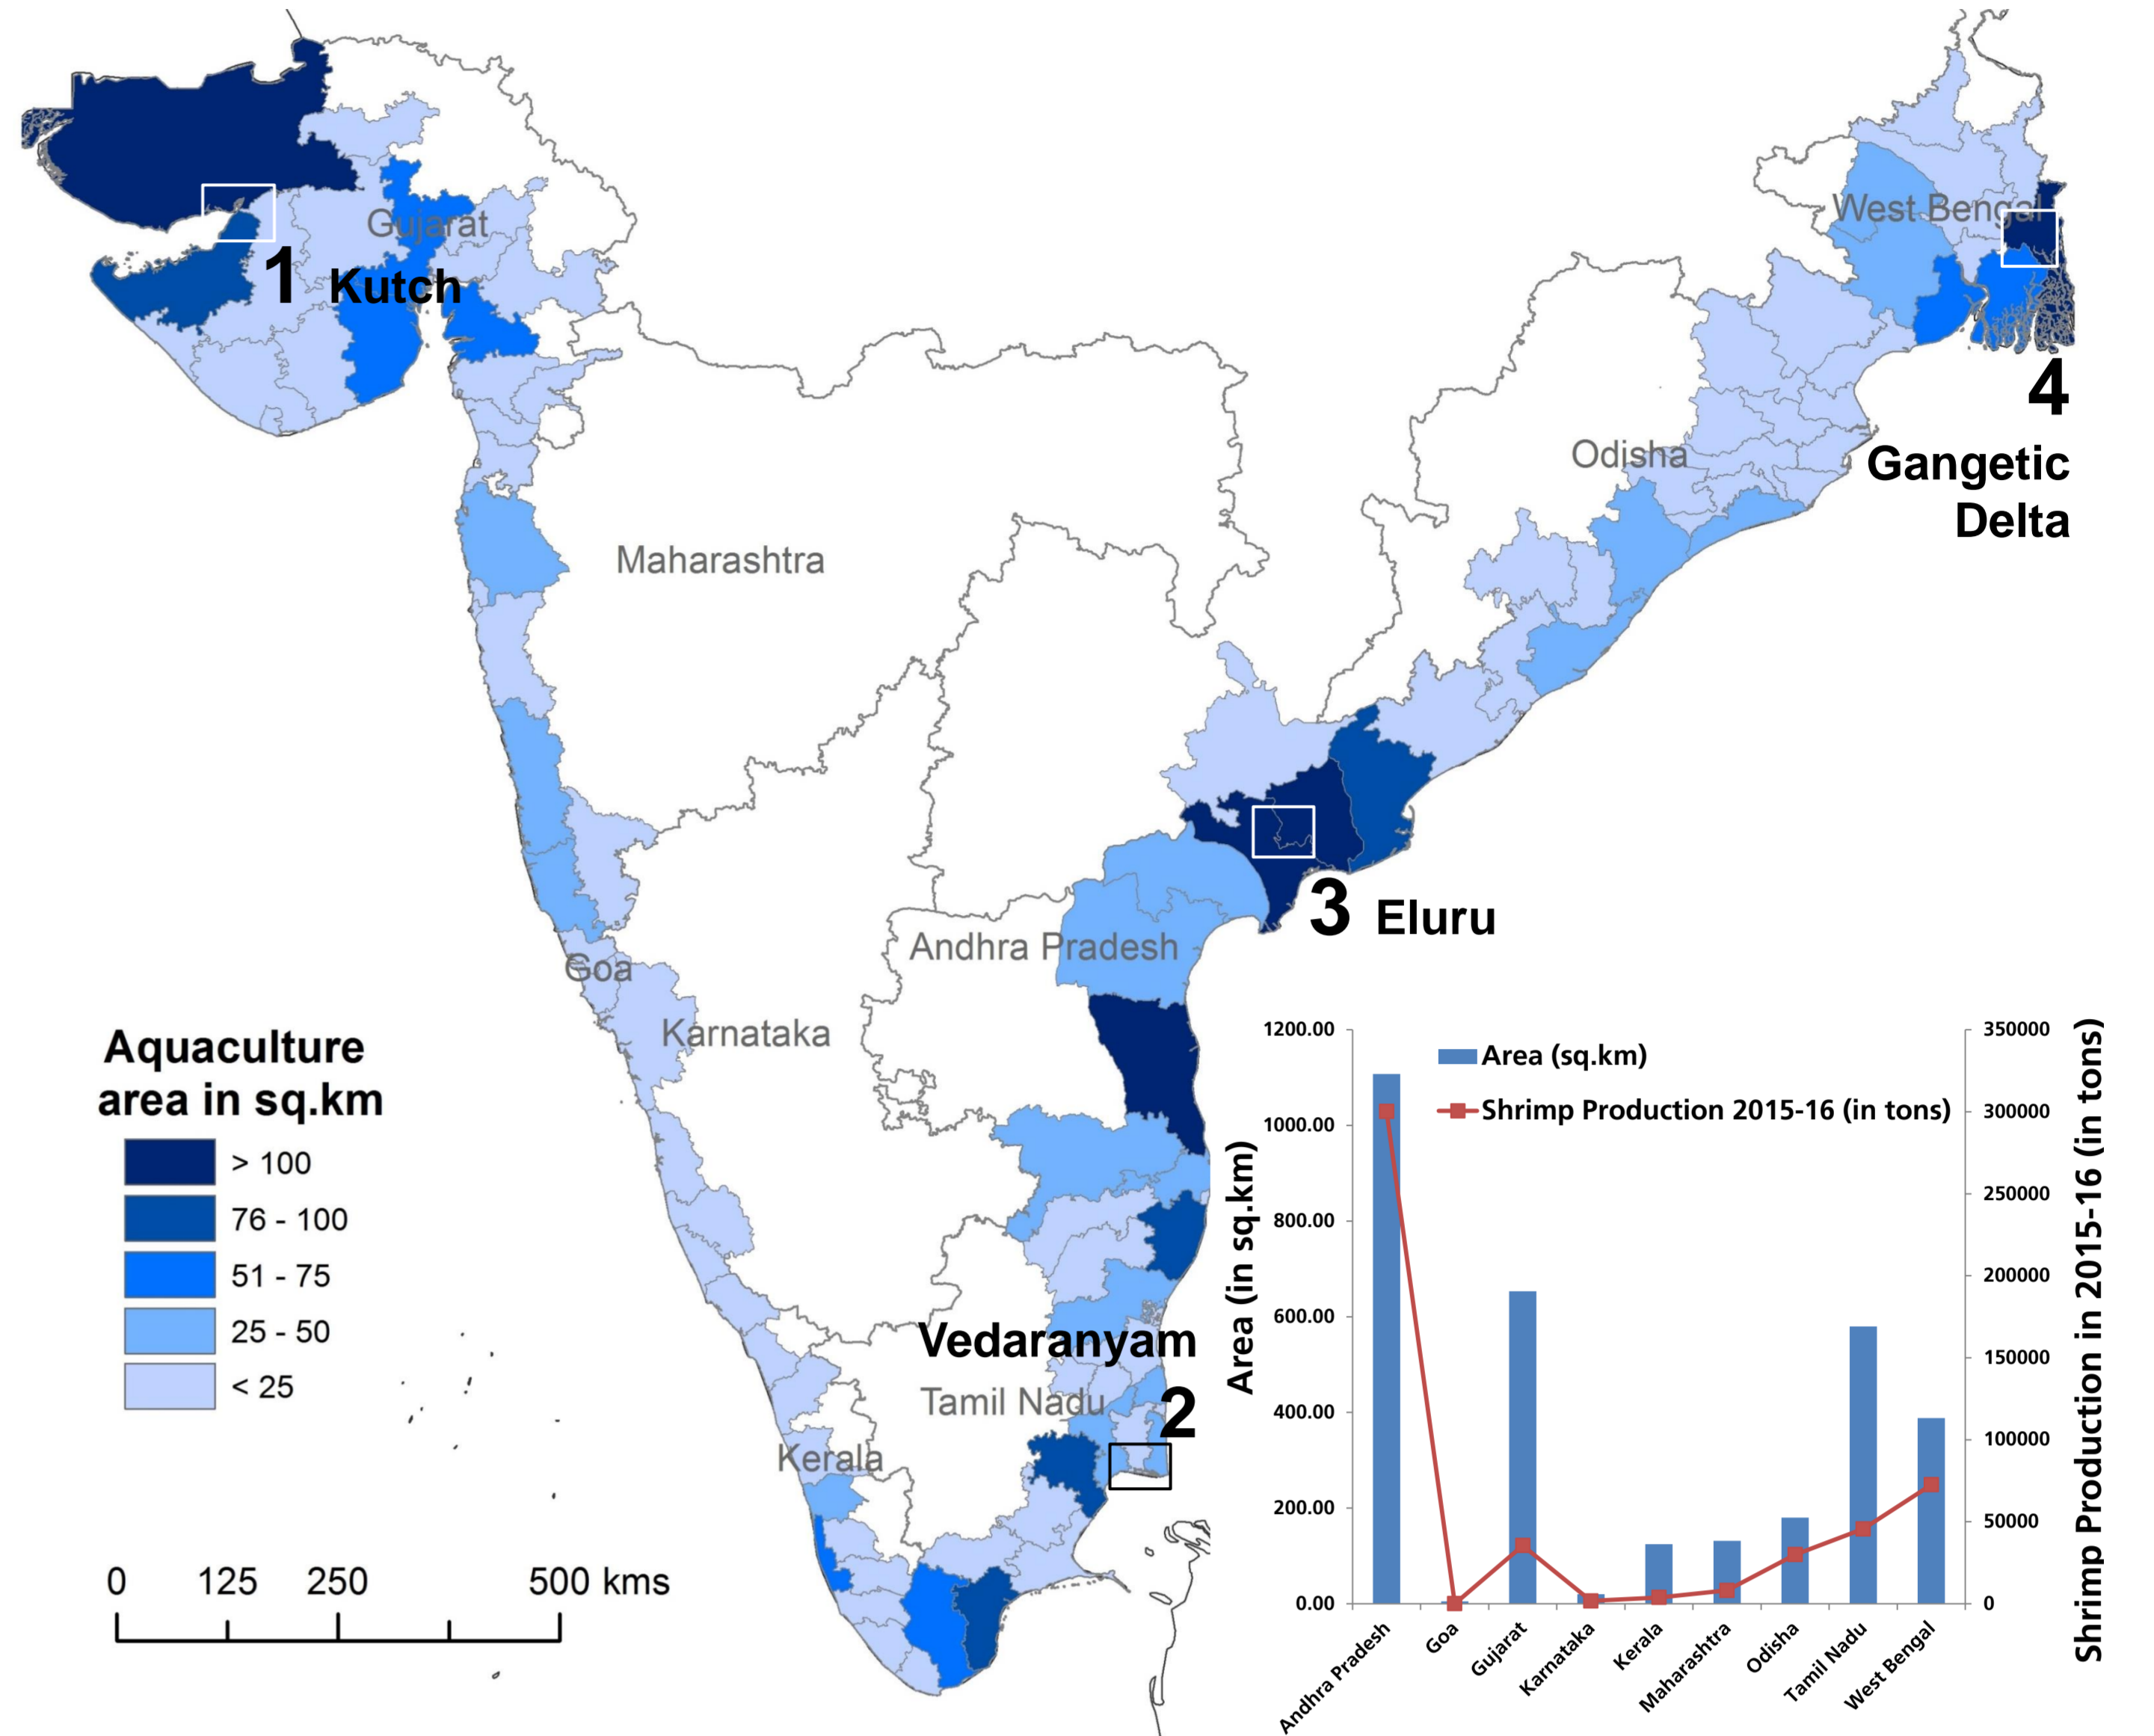 Gujarat
1 Kutch
West Bengal
4
Gangetic
Delta
Odisha
Maharashtra
3 Eluru
Andhra Pradesh
Goa
Karnataka
Vedaranyam
2
Tamil Nadu
Kerala
Aquaculture
area in sq.km
> 100
76 - 100
51 - 75
25 - 50
< 25
0 125 250 500 kms
Area (in sq.km)
1200.00
1000.00
800.00
600.00
400.00
200.00
0.00
Area (sq.km)
Shrimp Production 2015-16 (in tons)
350000
300000
250000
200000
150000
100000
50000
0
Shrimp Production in 2015-16 (in tons)
Andhra Pradesh
Goa
Gujarat
Karnataka
Kerala
Maharashtra
Odisha
Tamil Nadu
West Bengal